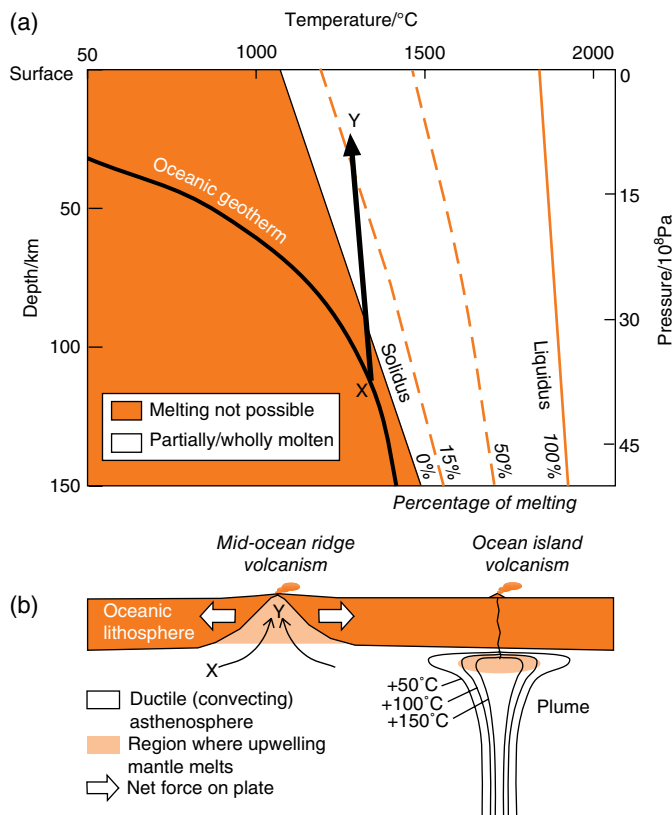 (a)
Temperature/°C
50 1000 1500 2000
Surface
0
Y
Oceanic geotherm
15
50
Depth/km
Pressure/10⁸Pa
30
100
Solidus
Liquidus
X
Melting not possible
Partially/wholly molten
45
0% 15% 50% 100%
150
Percentage of melting
Mid-ocean ridge
volcanism
Ocean island
volcanism
(b)
Oceanic
lithosphere
Y
X
+50°C
+100°C
+150°C
Plume
Ductile (convecting)
asthenosphere
Region where upwelling
mantle melts
Net force on plate